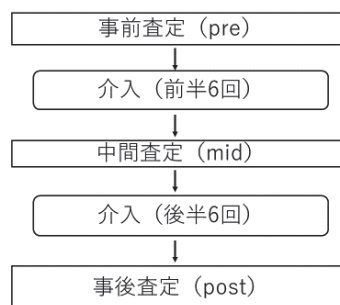 事前査定（pre）
介入（前半6回）
中間査定（mid）
介入（後半6回）
事後査定（post）